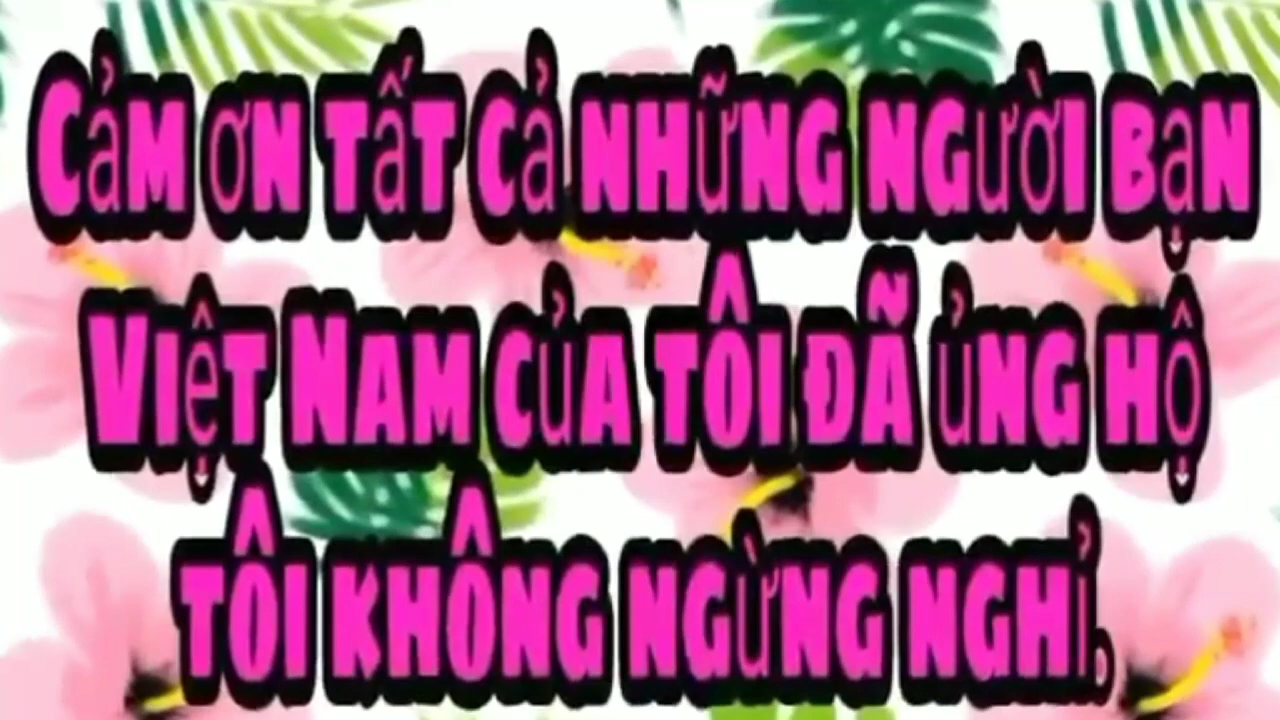 Cảm ơn tất cả những người bạn
Việt Nam của tôi đã ủng hộ
tôi không ngừng nghỉ.